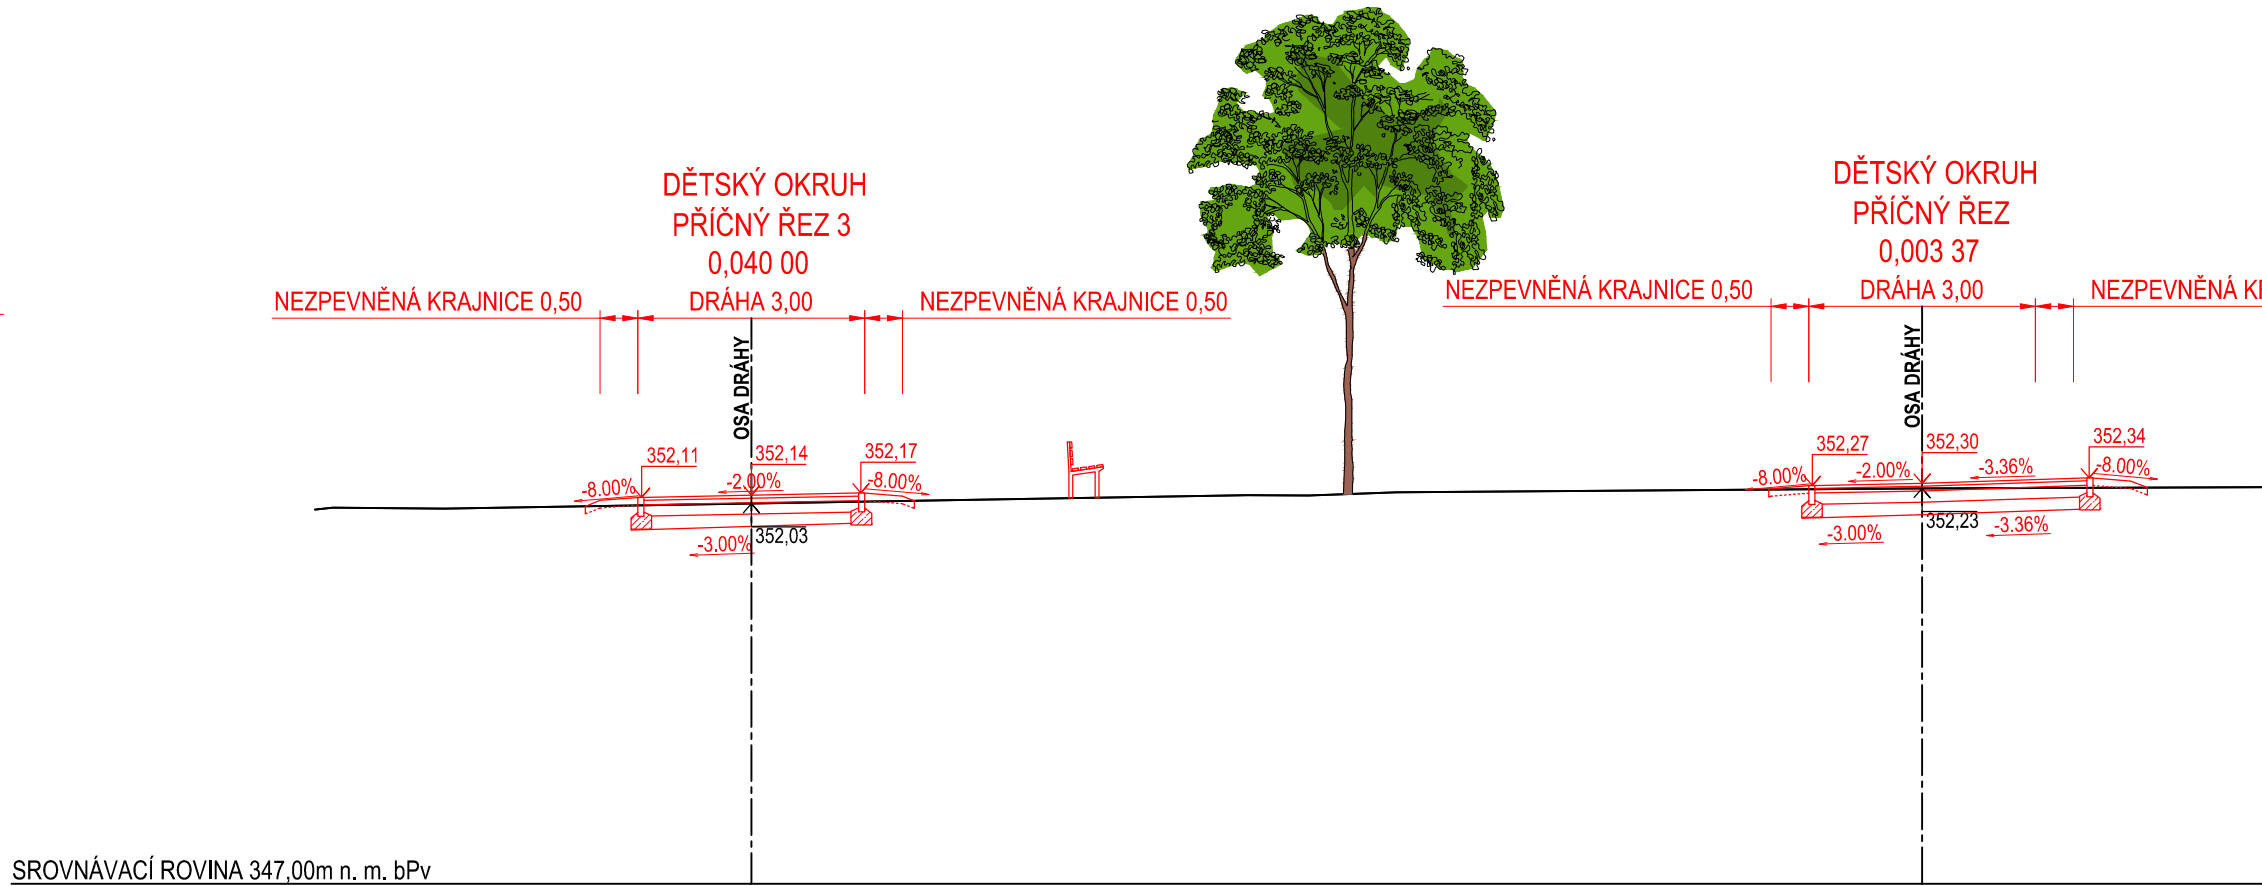 DĚTSKÝ OKRUH
PŘÍČNÝ ŘEZ 3
0,040 00
NEZPEVNĚNÁ KRAJNICE 0,50
DRÁHA 3,00
NEZPEVNĚNÁ KRAJNICE 0,50
OSA DRÁHY
352,11
352,14
352,17
-8.00%
-2.00%
-8.00%
352,03
-3.00%
DĚTSKÝ OKRUH
PŘÍČNÝ ŘEZ
0,003 37
NEZPEVNĚNÁ KRAJNICE 0,50
DRÁHA 3,00
NEZPEVNĚNÁ
OSA DRÁHY
352,27
352,30
352,34
-8.00%
-2.00%
-3.36%
-8.00%
352,23
-3.00%
-3.36%
SROVNÁVACÍ ROVINA 347,00m n. m. bPv